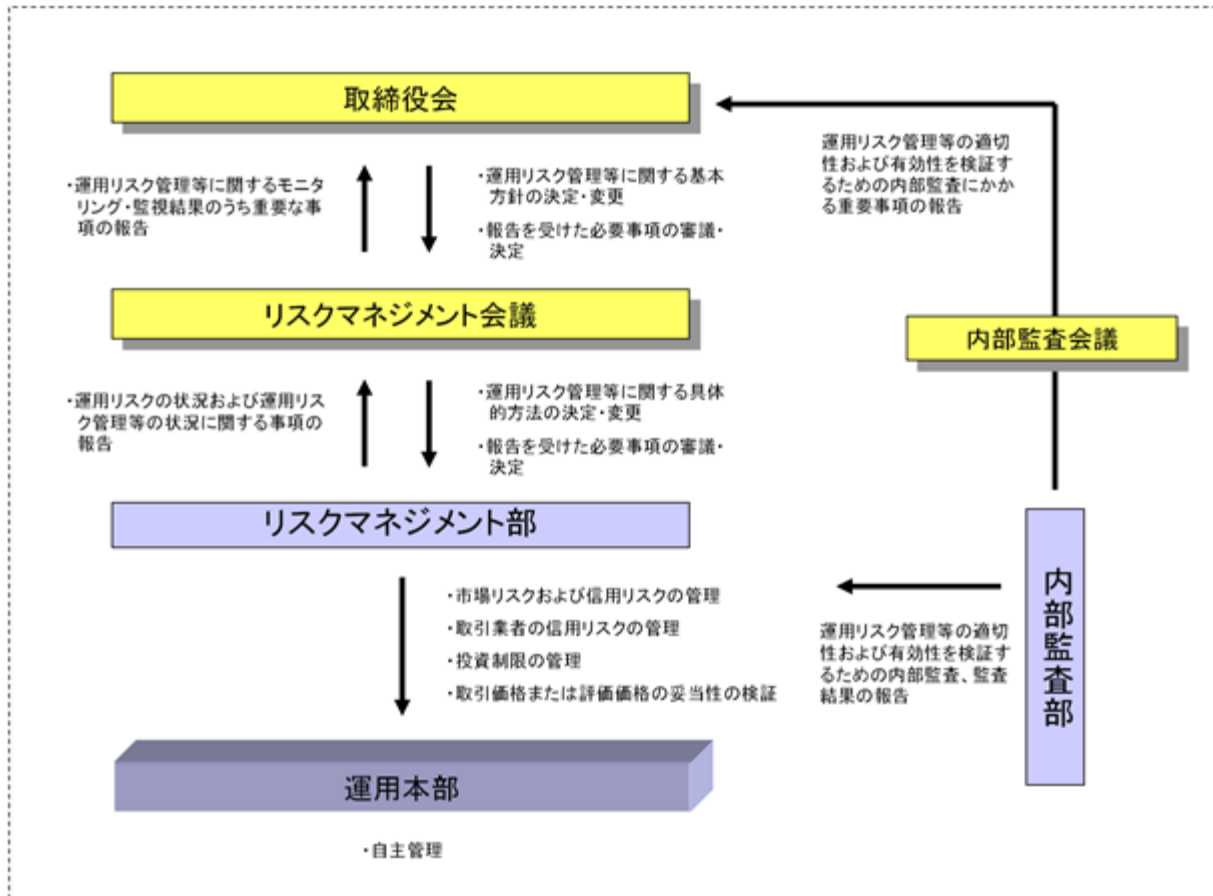 取締役会
・運用リスク管理等に関するモニタ
リング・監視結果のうち重要な事
項の報告
・運用リスク管理等に関する基本
方針の決定・変更
・報告を受けた必要事項の審議・
決定
運用リスク管理等の適切
性および有効性を検証す
るための内部監査にかか
る重要事項の報告
リスクマネジメント会議
内部監査会議
・運用リスクの状況および運用リス
ク管理等の状況に関する事項の
報告
・運用リスク管理等に関する具体
的方法の決定・変更
・報告を受けた必要事項の審議・
決定
リスクマネジメント部
・市場リスクおよび信用リスクの管理
・取引業者の信用リスクの管理
・投資制限の管理
・取引価格または評価価格の妥当性の検証
運用リスク管理等の適切
性および有効性を検証す
るための内部監査、監査
結果の報告
内部監査部
運用本部
・自主管理